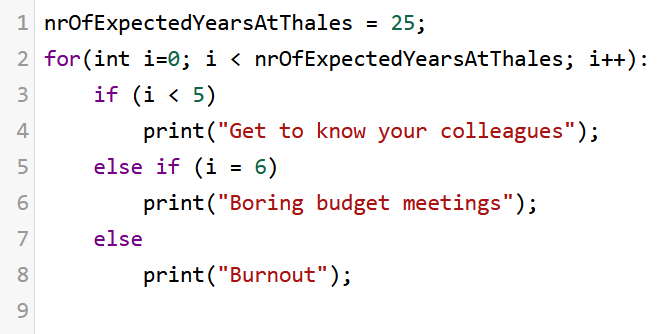 1 nrOfExpectedYearsAtThales = 25;
2 for(int i=0; i < nrOfExpectedYearsAtThales; i++):
3     if (i < 5)
4         print("Get to know your colleagues");
5     else if (i = 6)
6         print("Boring budget meetings");
7     else
8         print("Burnout");
9